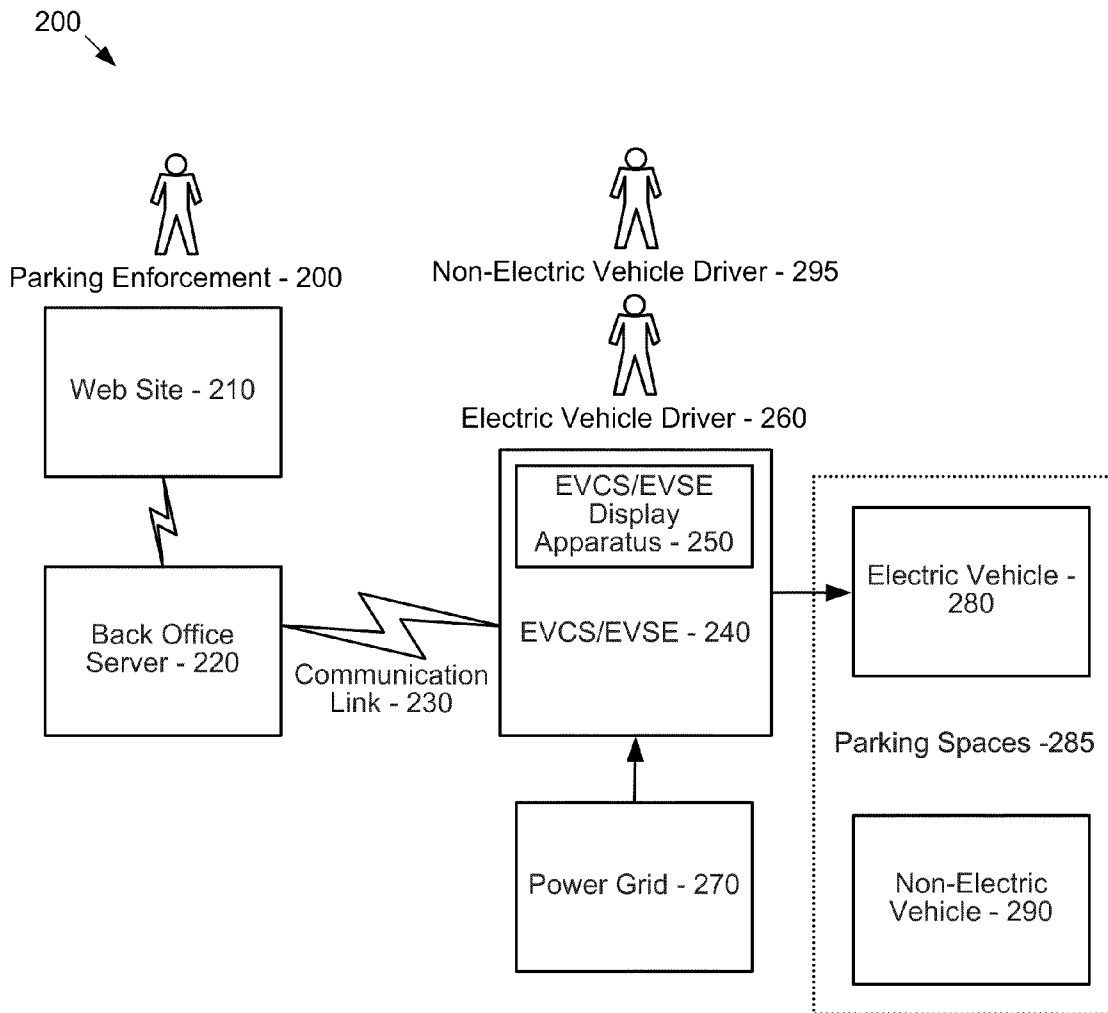 200
Parking Enforcement - 200
Non-Electric Vehicle Driver - 295
Web Site - 210
Electric Vehicle Driver - 260
EVCS/EVSE
Display
Apparatus - 250
Electric Vehicle -
280
Back Office
Server - 220
EVCS/EVSE - 240
Communication
Link - 230
Parking Spaces -285
Power Grid - 270
Non-Electric
Vehicle - 290